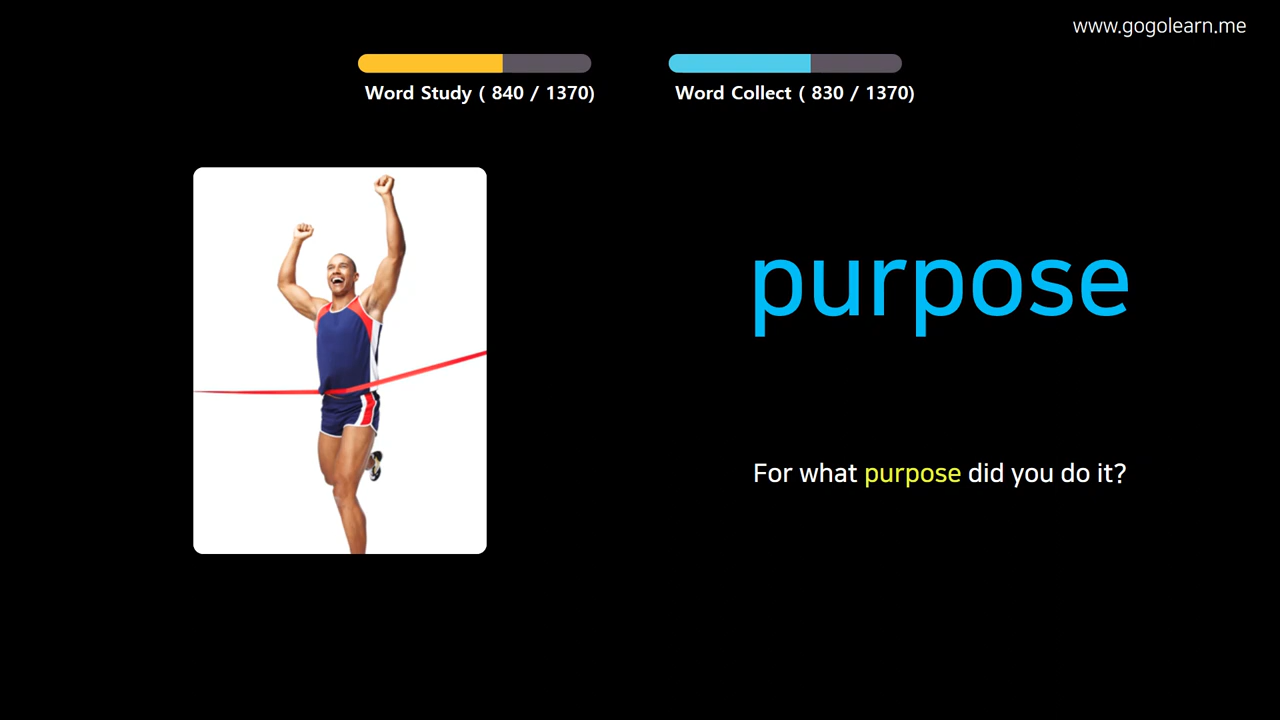 www.gogolearn.me
Word Study ( 840 / 1370)
Word Collect ( 830 / 1370)
purpose
For what purpose did you do it?